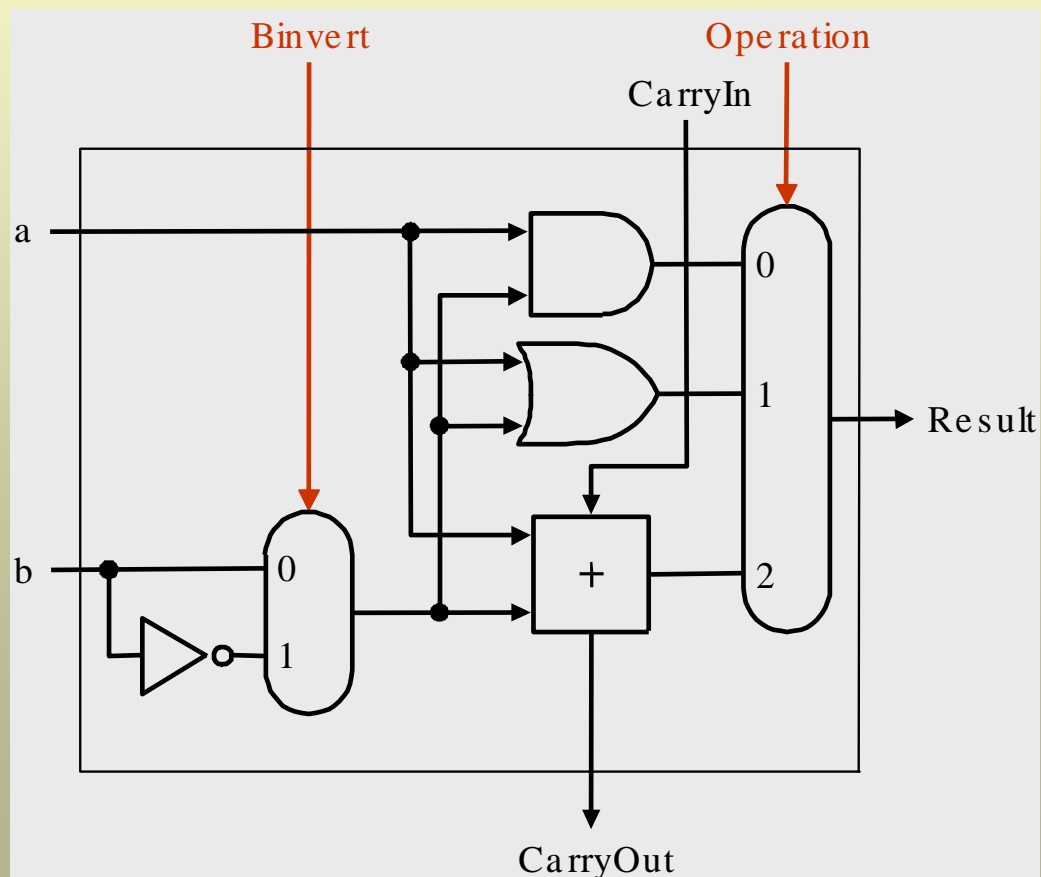 Binvert
Operation
CarryIn
a
0
1
Result
b
0
+
2
1
CarryOut